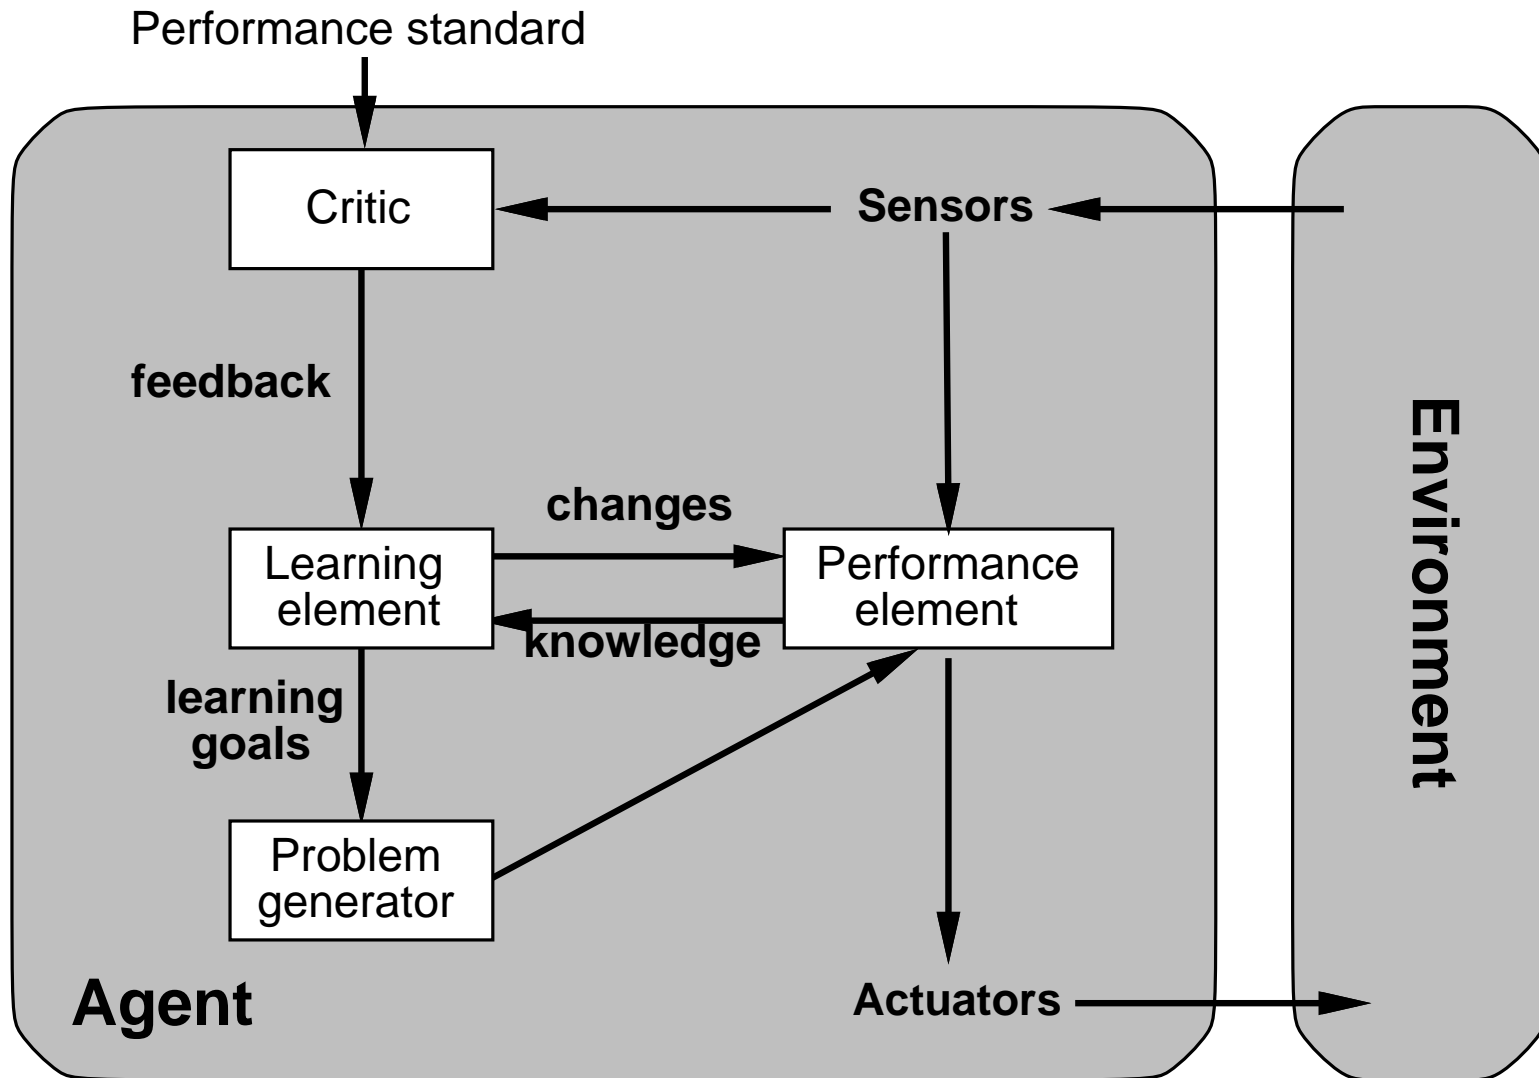 Performance standard
Critic
Sensors
feedback
changes
Learning
element
Performance
element
knowledge
learning
goals
Problem
generator
Agent
Actuators
Environment